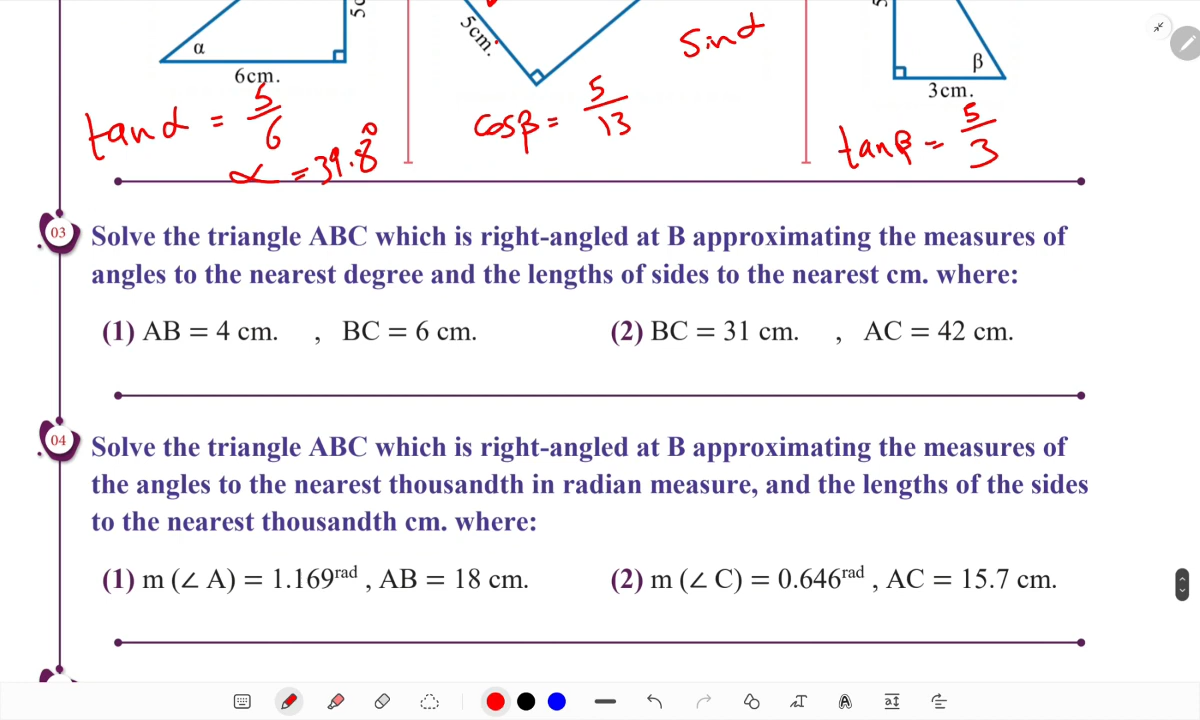 α
6cm.
5cm.
β
3cm.
tan α = 5/6
α = 39.8°
cos β = 5/13
sin α
tan β = 5/3
03
Solve the triangle ABC which is right-angled at B approximating the measures of
angles to the nearest degree and the lengths of sides to the nearest cm. where:
(1) AB = 4 cm. , BC = 6 cm.
(2) BC = 31 cm. , AC = 42 cm.
04
Solve the triangle ABC which is right-angled at B approximating the measures of
the angles to the nearest thousandth in radian measure, and the lengths of the sides
to the nearest thousandth cm. where:
(1) m (∠ A) = 1.169ʳᵃᵈ , AB = 18 cm.
(2) m (∠ C) = 0.646ʳᵃᵈ , AC = 15.7 cm.